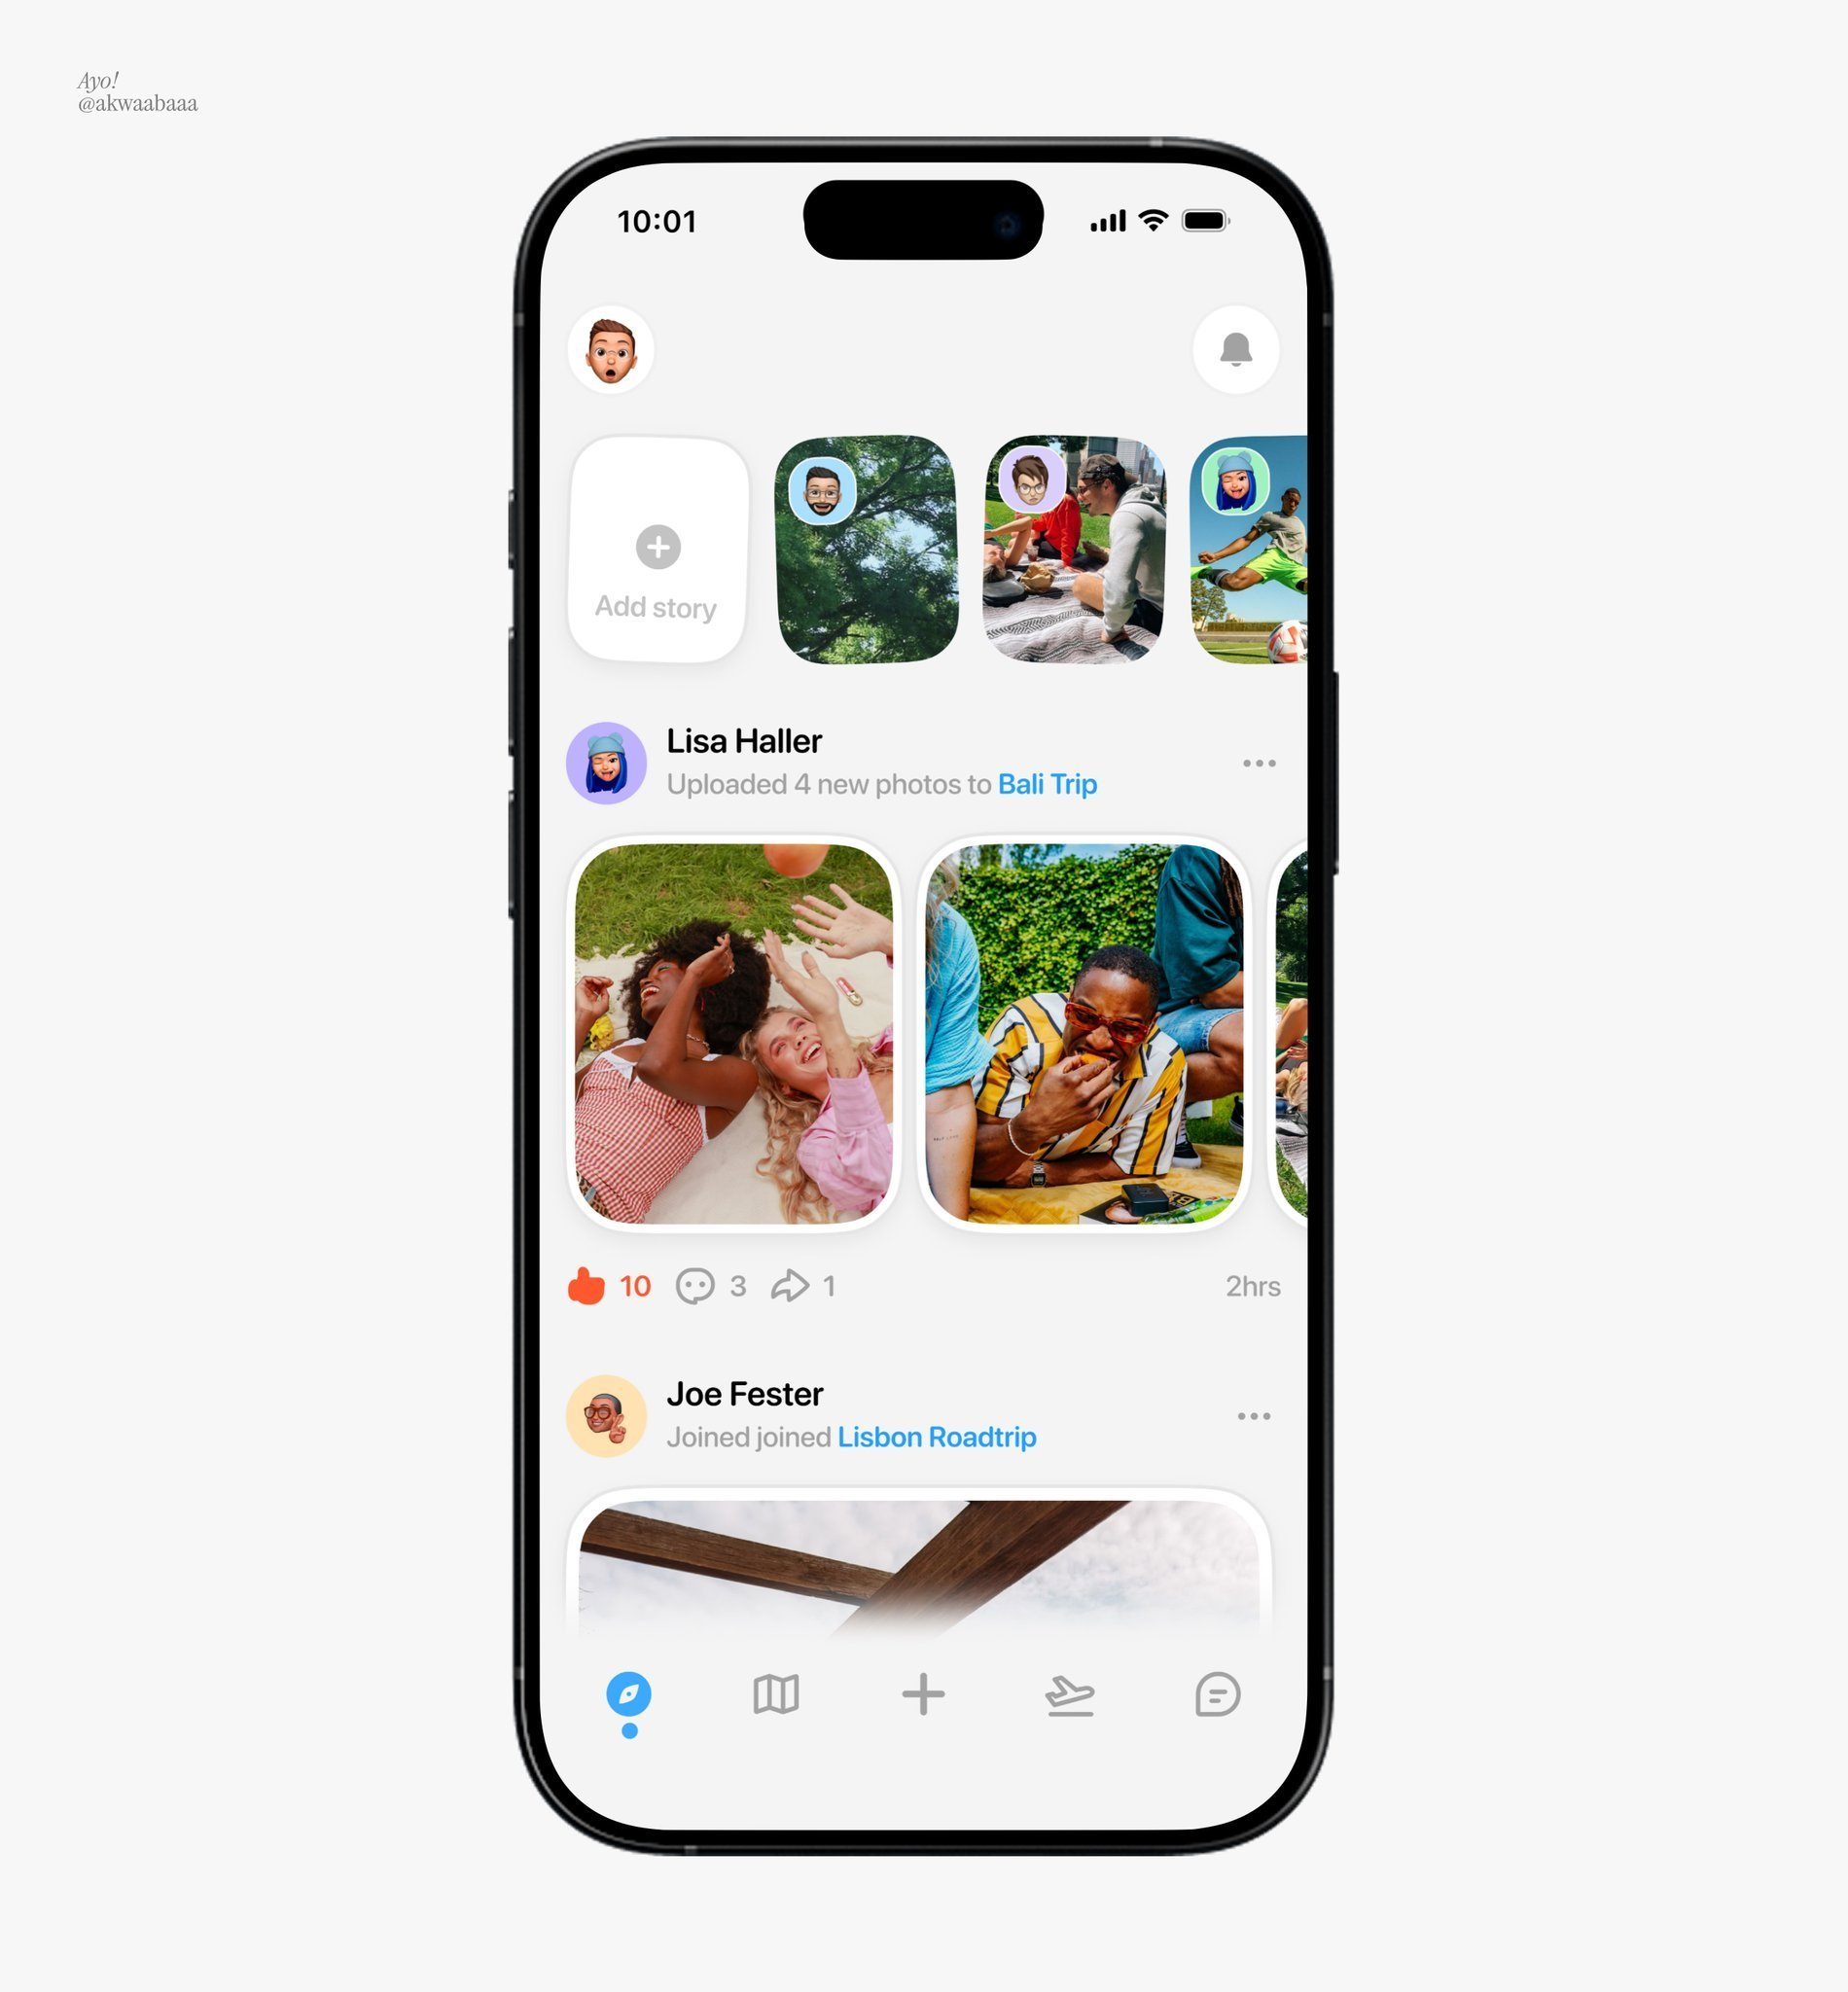 Ayo!
@akwaabaaa
10:01
Add story
Lisa Haller
Uploaded 4 new photos to Bali Trip
10 3 1 2hrs
Joe Fester
Joined joined Lisbon Roadtrip